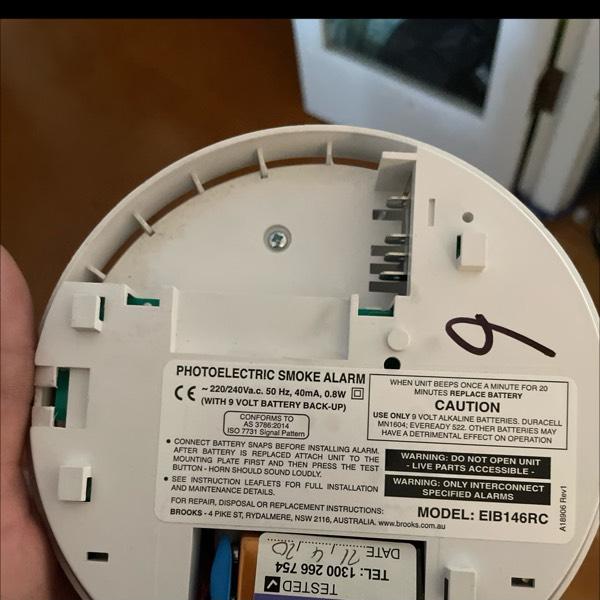 9
PHOTOELECTRIC SMOKE ALARM
CE ~ 220/240Va.c. 50 Hz, 40mA, 0.8W
(WITH 9 VOLT BATTERY BACK-UP)
CONFORMS TO
AS 3786:2014
ISO 7731 Signal Pattern
• CONNECT BATTERY SNAPS BEFORE INSTALLING ALARM.
AFTER BATTERY IS REPLACED ATTACH UNIT TO THE
MOUNTING PLATE FIRST AND THEN PRESS THE TEST
BUTTON - HORN SHOULD SOUND LOUDLY.
• SEE INSTRUCTION LEAFLETS FOR FULL INSTALLATION
AND MAINTENANCE DETAILS.
FOR REPAIR, DISPOSAL OR REPLACEMENT INSTRUCTIONS:
BROOKS - 4 PIKE ST, RYDALMERE, NSW 2116, AUSTRALIA. www.brooks.com.au
WHEN UNIT BEEPS ONCE A MINUTE FOR 20
MINUTES REPLACE BATTERY
CAUTION
USE ONLY 9 VOLT ALKALINE BATTERIES. DURACELL
MN1604; EVEREADY 522. OTHER BATTERIES MAY
HAVE A DETRIMENTAL EFFECT ON OPERATION
WARNING: DO NOT OPEN UNIT
- LIVE PARTS ACCESSIBLE -
WARNING: ONLY INTERCONNECT
SPECIFIED ALARMS
MODEL: EIB146RC
A18906 Rev1
TESTED
TEL: 1300 266 754
DATE: 21,4,20